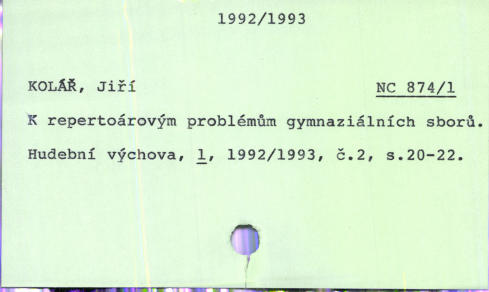 1992/1993
KOLÁŘ, Jiří NC 874/1
K repertoárovým problémům gymnaziálních sborů.
Hudební výchova, 1, 1992/1993, č.2, s.20-22.